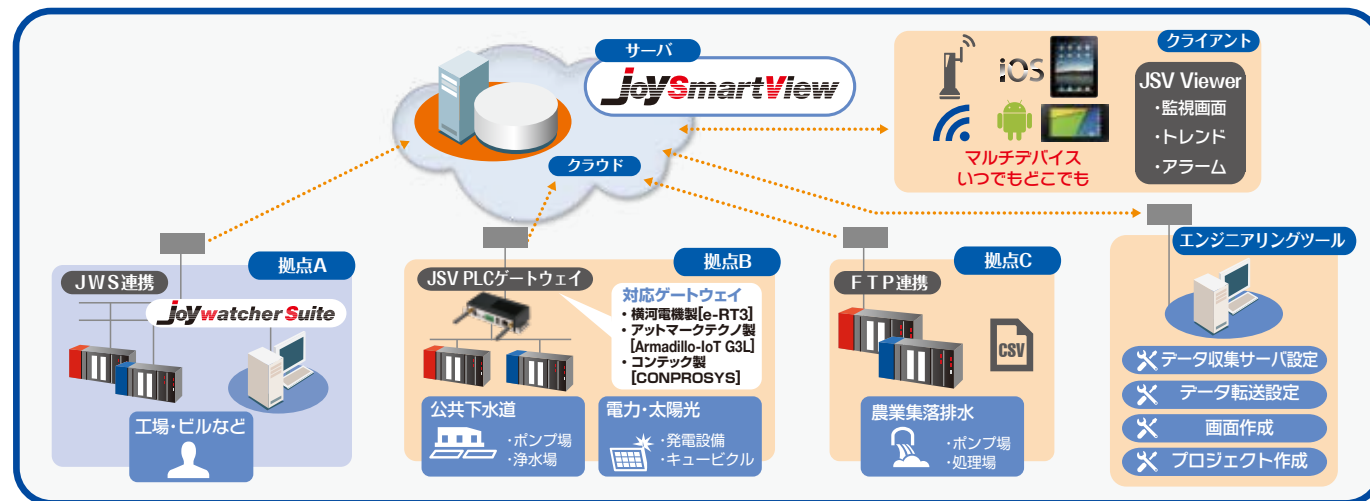 サーバ
JoySmartView
クラウド
クライアント
iOS
マルチデバイス
いつでもどこでも
JSV Viewer
・監視画面
・トレンド
・アラーム
拠点A
JWS連携
Joywatcher Suite
工場・ビルなど
拠点B
JSV PLCゲートウェイ
対応ゲートウェイ
・横河電機製[e-RT3]
・アットマークテクノ製
[Armadillo-IoT G3L]
・コンテック製
[CONPROSYS]
公共下水道
・ポンプ場
・浄水場
電力・太陽光
・発電設備
・キュービクル
拠点C
FTP連携
CSV
農業集落排水
・ポンプ場
・処理場
エンジニアリングツール
データ収集サーバ設定
データ転送設定
画面作成
プロジェクト作成